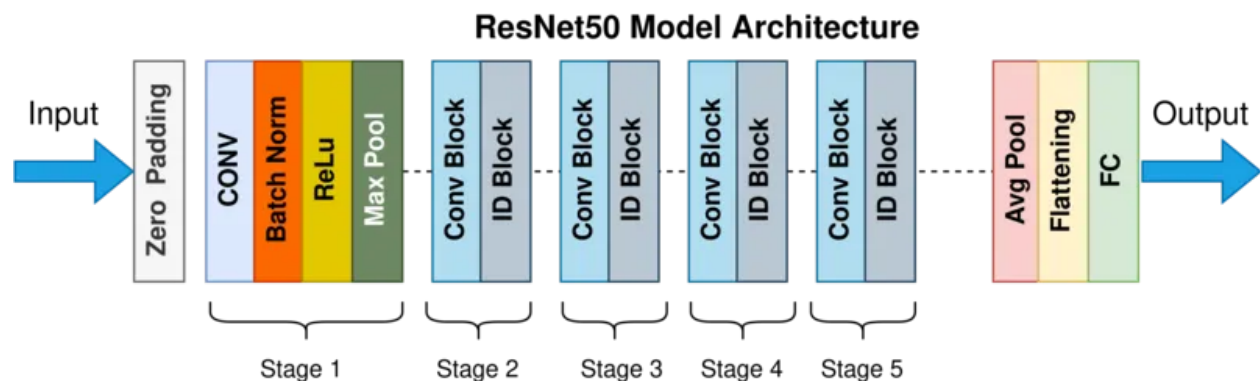 ResNet50 Model Architecture
Input
Zero Padding
CONV
Batch Norm
ReLu
Max Pool
Conv Block
ID Block
Conv Block
ID Block
Conv Block
ID Block
Conv Block
ID Block
Avg Pool
Flattening
FC
Output
Stage 1
Stage 2
Stage 3
Stage 4
Stage 5